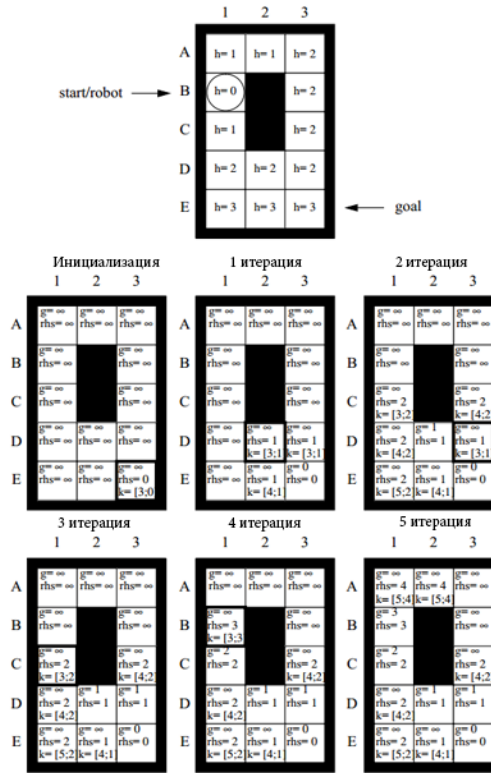 1 2 3
A h= 1 h= 1 h= 2
start/robot B h= 0 h= 2
C h= 1 h= 2
D h= 2 h= 2 h= 2
E h= 3 h= 3 h= 3 goal
Инициализация
1 2 3
g= ∞ g= ∞ g= ∞
A rhs= ∞ rhs= ∞ rhs= ∞
g= ∞ g= ∞
B rhs= ∞ rhs= ∞
g= ∞ g= ∞
C rhs= ∞ rhs= ∞
g= ∞ g= ∞ g= ∞
D rhs= ∞ rhs= ∞ rhs= ∞
g= ∞ g= ∞ g= ∞
E rhs= ∞ rhs= ∞ rhs= 0
k= [3;0
1 итерация
1 2 3
g= ∞ g= ∞ g= ∞
A rhs= ∞ rhs= ∞ rhs= ∞
g= ∞ g= ∞
B rhs= ∞ rhs= ∞
g= ∞ g= ∞
C rhs= ∞ rhs= ∞
g= ∞ g= ∞ g= ∞
D rhs= ∞ rhs= 1 rhs= 1
k= [3;1] k= [3;1]
g= ∞ g= ∞ g= 0
E rhs= ∞ rhs= 1 rhs= 0
k= [4;1]
2 итерация
1 2 3
g= ∞ g= ∞ g= ∞
A rhs= ∞ rhs= ∞ rhs= ∞
g= ∞ g= ∞
B rhs= ∞ rhs= ∞
g= ∞ g= ∞
C rhs= 2 rhs= 2
k= [3;2] k= [4;2]
g= ∞ g= 1 g= ∞
D rhs= 2 rhs= 1 rhs= 1
k= [4;2] k= [3;1]
g= ∞ g= ∞ g= 0
E rhs= 2 rhs= 1 rhs= 0
k= [5;2] k= [4;1]
3 итерация
1 2 3
g= ∞ g= ∞ g= ∞
A rhs= ∞ rhs= ∞ rhs= ∞
g= ∞ g= ∞
B rhs= ∞ rhs= ∞
g= ∞ g= ∞
C rhs= 2 rhs= 2
k= [3;2] k= [4;2]
g= ∞ g= 1 g= 1
D rhs= 2 rhs= 1 rhs= 1
k= [4;2]
g= ∞ g= ∞ g= 0
E rhs= 2 rhs= 1 rhs= 0
k= [5;2] k= [4;1]
4 итерация
1 2 3
g= ∞ g= ∞ g= ∞
A rhs= ∞ rhs= ∞ rhs= ∞
g= ∞ g= ∞
B rhs= 3 rhs= ∞
k= [3;3]
g= 2 g= ∞
C rhs= 2 rhs= 2
k= [4;2]
g= ∞ g= 1 g= 1
D rhs= 2 rhs= 1 rhs= 1
k= [4;2]
g= ∞ g= ∞ g= 0
E rhs= 2 rhs= 1 rhs= 0
k= [5;2] k= [4;1]
5 итерация
1 2 3
g= ∞ g= ∞ g= ∞
A rhs= 4 rhs= 4 rhs= ∞
k= [5;4] k= [5;4]
g= 3 g= ∞
B rhs= 3 rhs= ∞
g= 2 g= ∞
C rhs= 2 rhs= 2
k= [4;2]
g= ∞ g= 1 g= 1
D rhs= 2 rhs= 1 rhs= 1
k= [4;2]
g= ∞ g= ∞ g= 0
E rhs= 2 rhs= 1 rhs= 0
k= [5;2] k= [4;1]